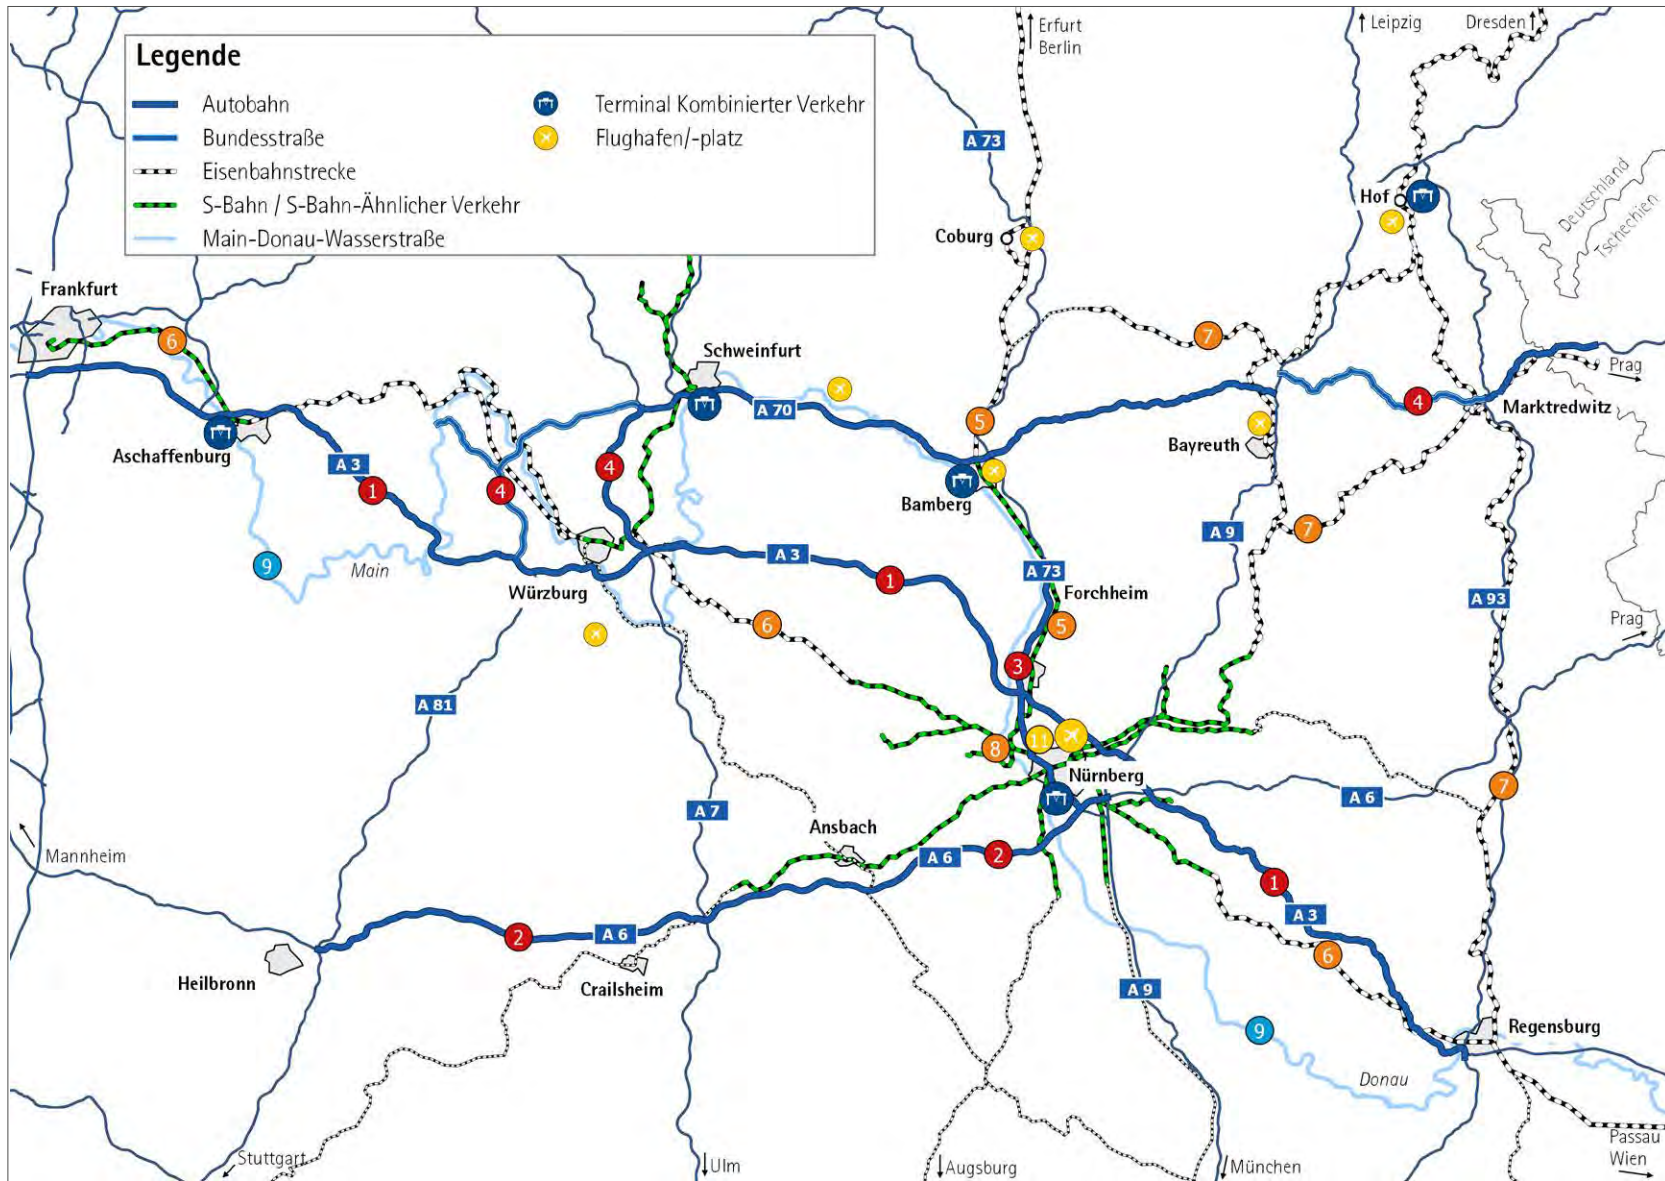 Erfurt
Berlin
Leipzig
Dresden
Legende
Autobahn
Bundesstraße
Eisenbahnstrecke
S-Bahn / S-Bahn-Ähnlicher Verkehr
Main-Donau-Wasserstraße
Terminal Kombinierter Verkehr
Flughafen/-platz
A 73
Hof
Deutschland
Tschechien
Coburg
Frankfurt
6
7
Schweinfurt
Prag
A 70
4
Marktredwitz
5
Bayreuth
Aschaffenburg
A 3
4
1
4
Bamberg
7
A 9
A 3
9
Main
1
A 73
Würzburg
Forchheim
A 93
6
5
Prag
3
A 81
8
11
Nürnberg
7
A 6
A 7
Ansbach
A 6
2
Mannheim
1
A 3
2
A 6
6
Heilbronn
Crailsheim
A 9
9
Regensburg
Donau
Stuttgart
Ulm
Augsburg
München
Passau
Wien